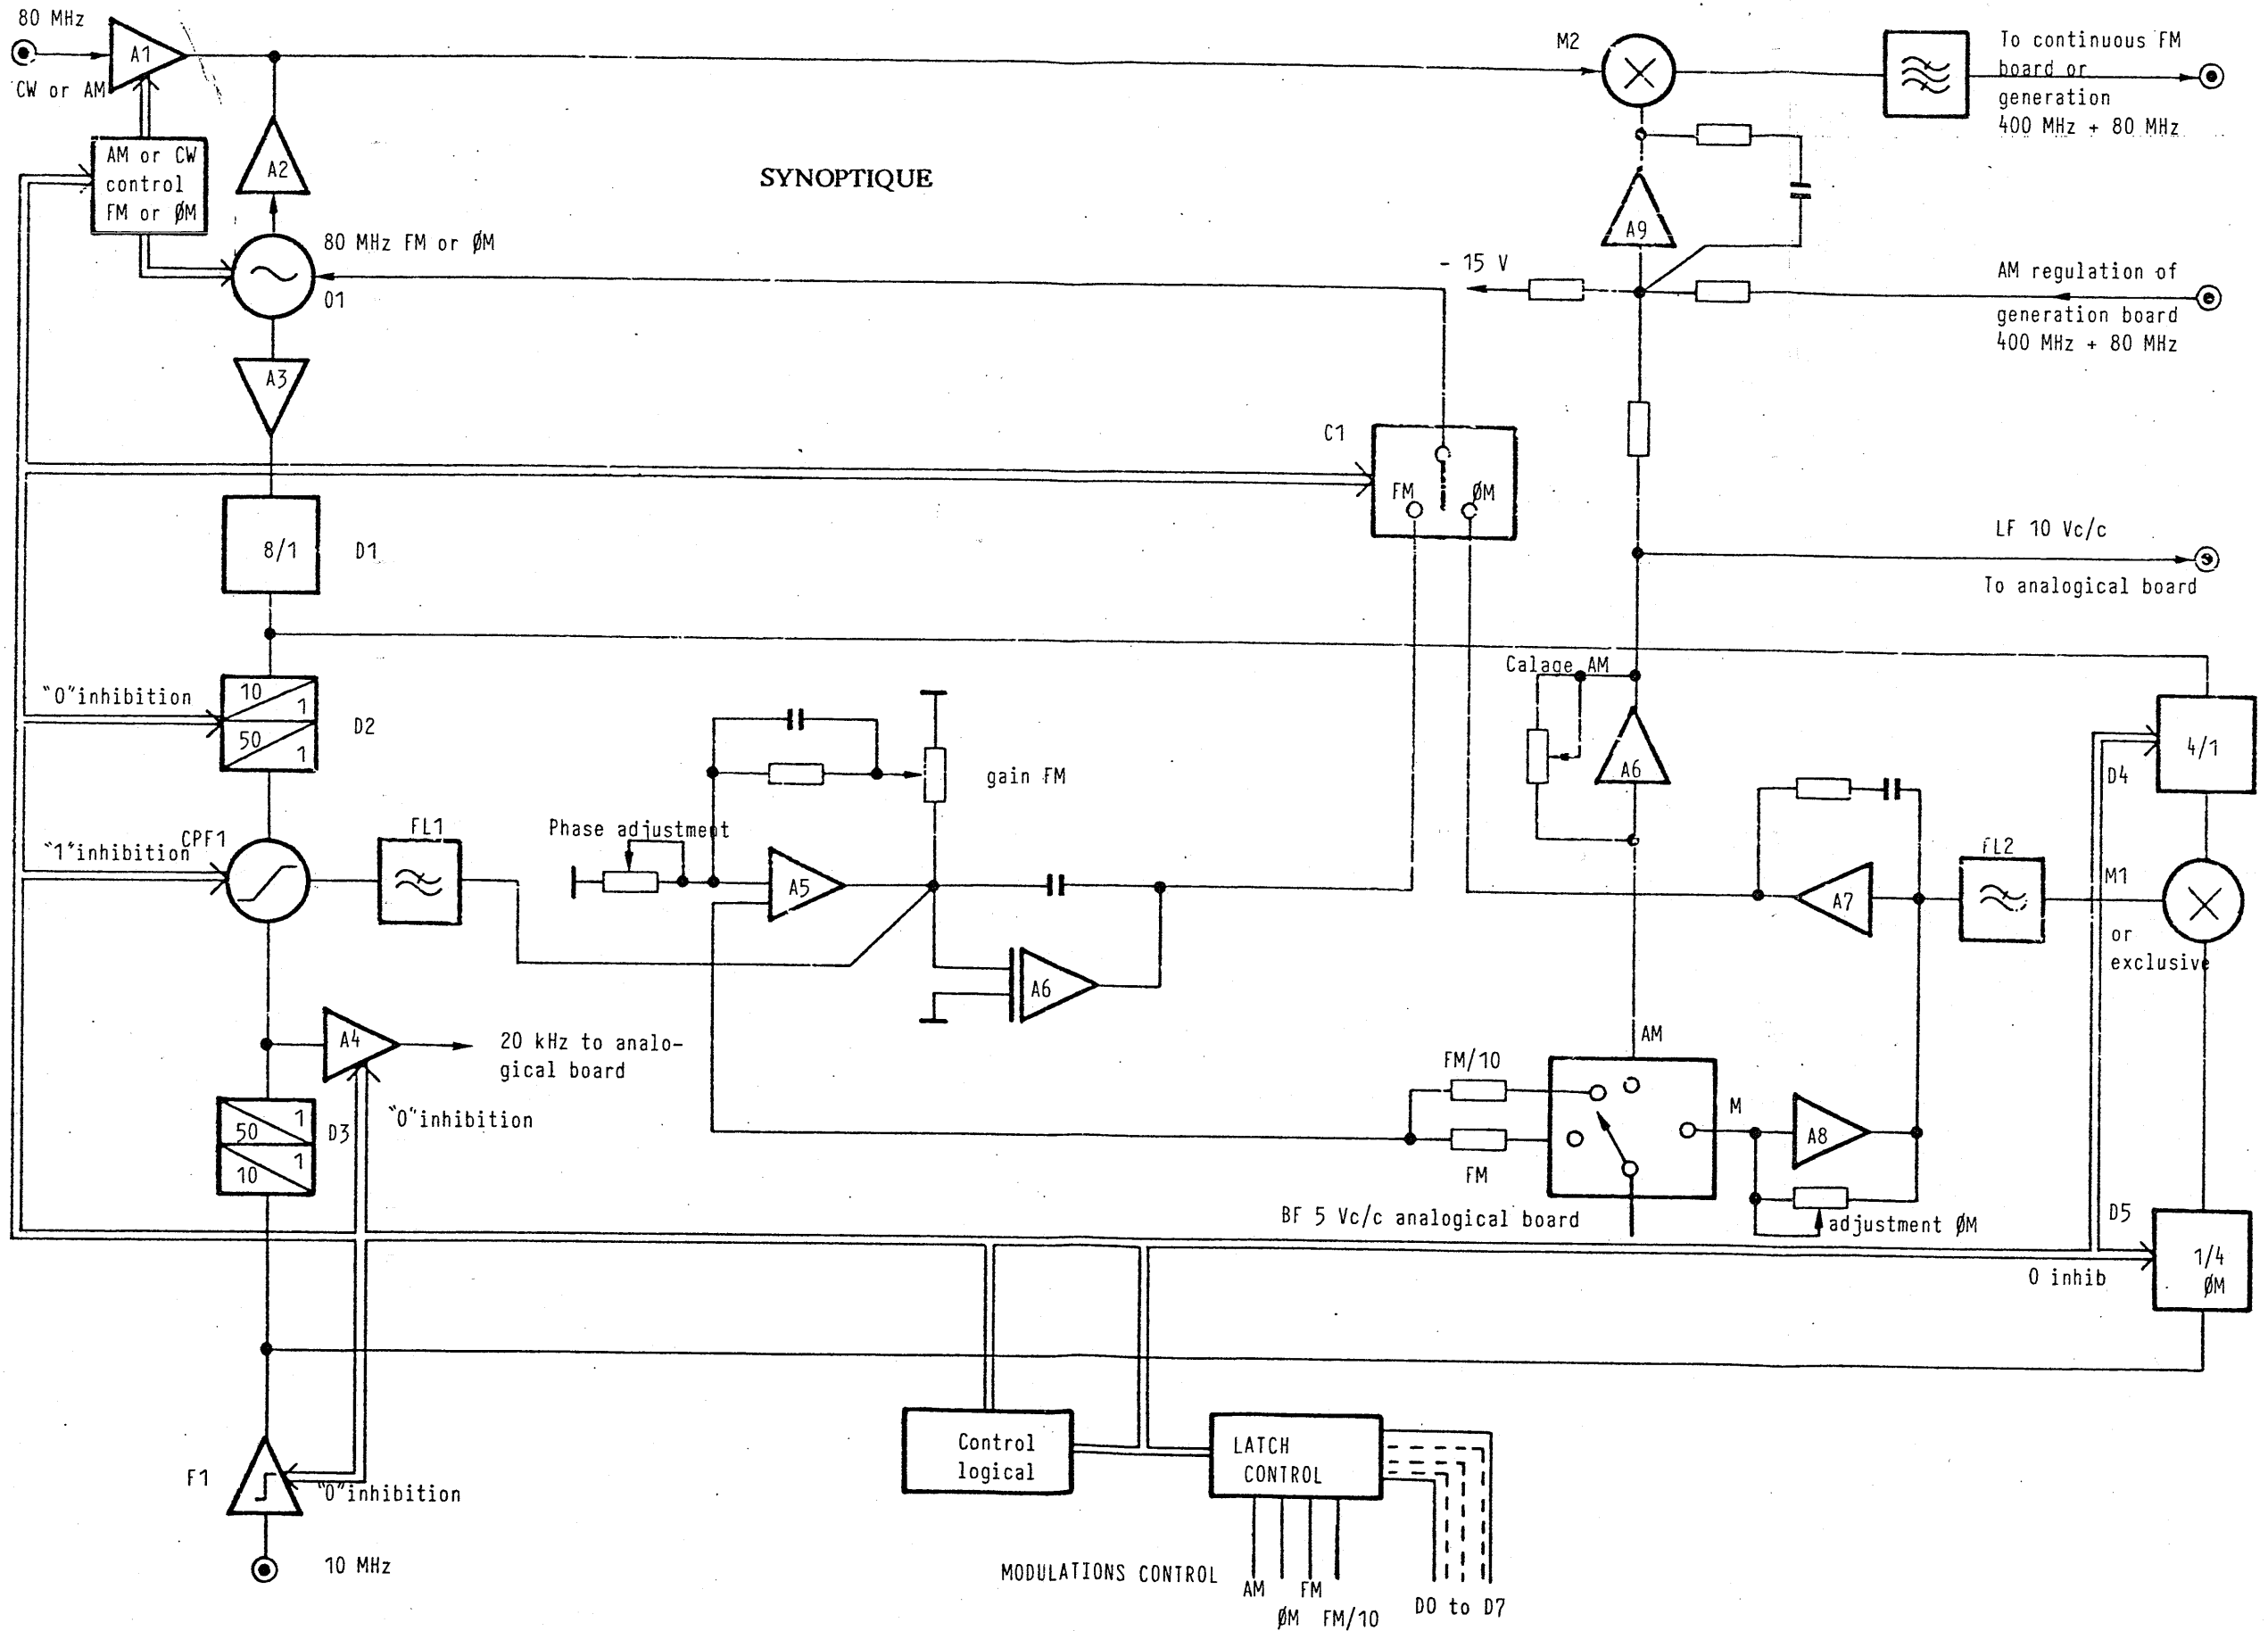 80 MHz
A1
CW or AM
AM or CW
control
FM or ØM
A2
SYNOPTIQUE
80 MHz FM or ØM
O1
A3
M2
To continuous FM
board or
generation
400 MHz + 80 MHz
A9
- 15 V
AM regulation of
generation board
400 MHz + 80 MHz
C1
FM
ØM
8/1
D1
LF 10 Vc/c
To analogical board
"0"inhibition
10
1
50
1
D2
Calage AM
A6
4/1
D4
gain FM
Phase adjustment
CPF1
"1"inhibition
FL1
A5
A6
A7
FL2
M1
or
exclusive
A4
20 kHz to analo-
gical board
"0"inhibition
50
1
10
1
D3
AM
FM/10
FM
M
A8
BF 5 Vc/c analogical board
adjustment ØM
D5
1/4
ØM
0 inhib
F1
"0"inhibition
10 MHz
Control
logical
LATCH
CONTROL
MODULATIONS CONTROL
AM
FM
ØM
FM/10
D0 to D7